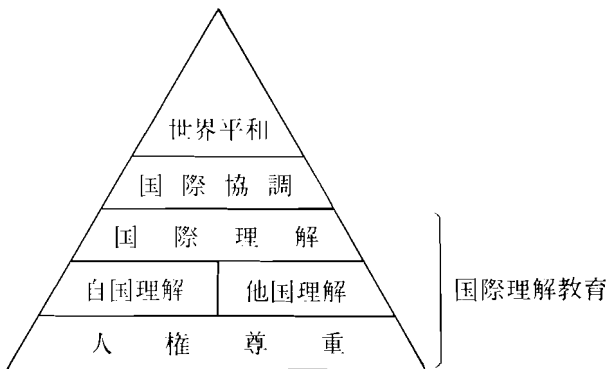 世界平和
国際協調
国際理解
自国理解 他国理解
国際理解教育
人権尊重